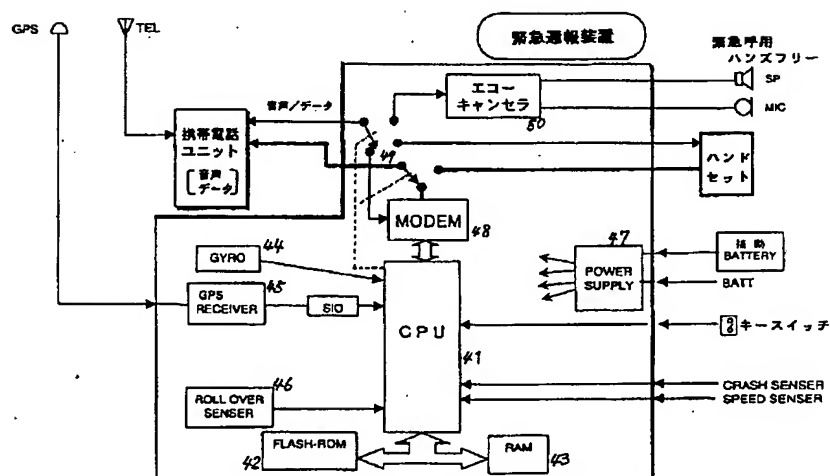 GPS
TEL
緊急通報装置
緊急呼用
ハンズフリー
SP
MIC
音声/データ
エコー
キャンセラ
50
携帯電話
ユニット
音声
データ
49
ハンド
セット
MODEM
48
44
GYRO
45
GPS
RECEIVER
SIO
CPU
41
47
POWER
SUPPLY
補助
BATTERY
BATT
キースイッチ
46
ROLL OVER
SENSER
CRASH SENSER
SPEED SENSER
FLASH-ROM
42
RAM
43